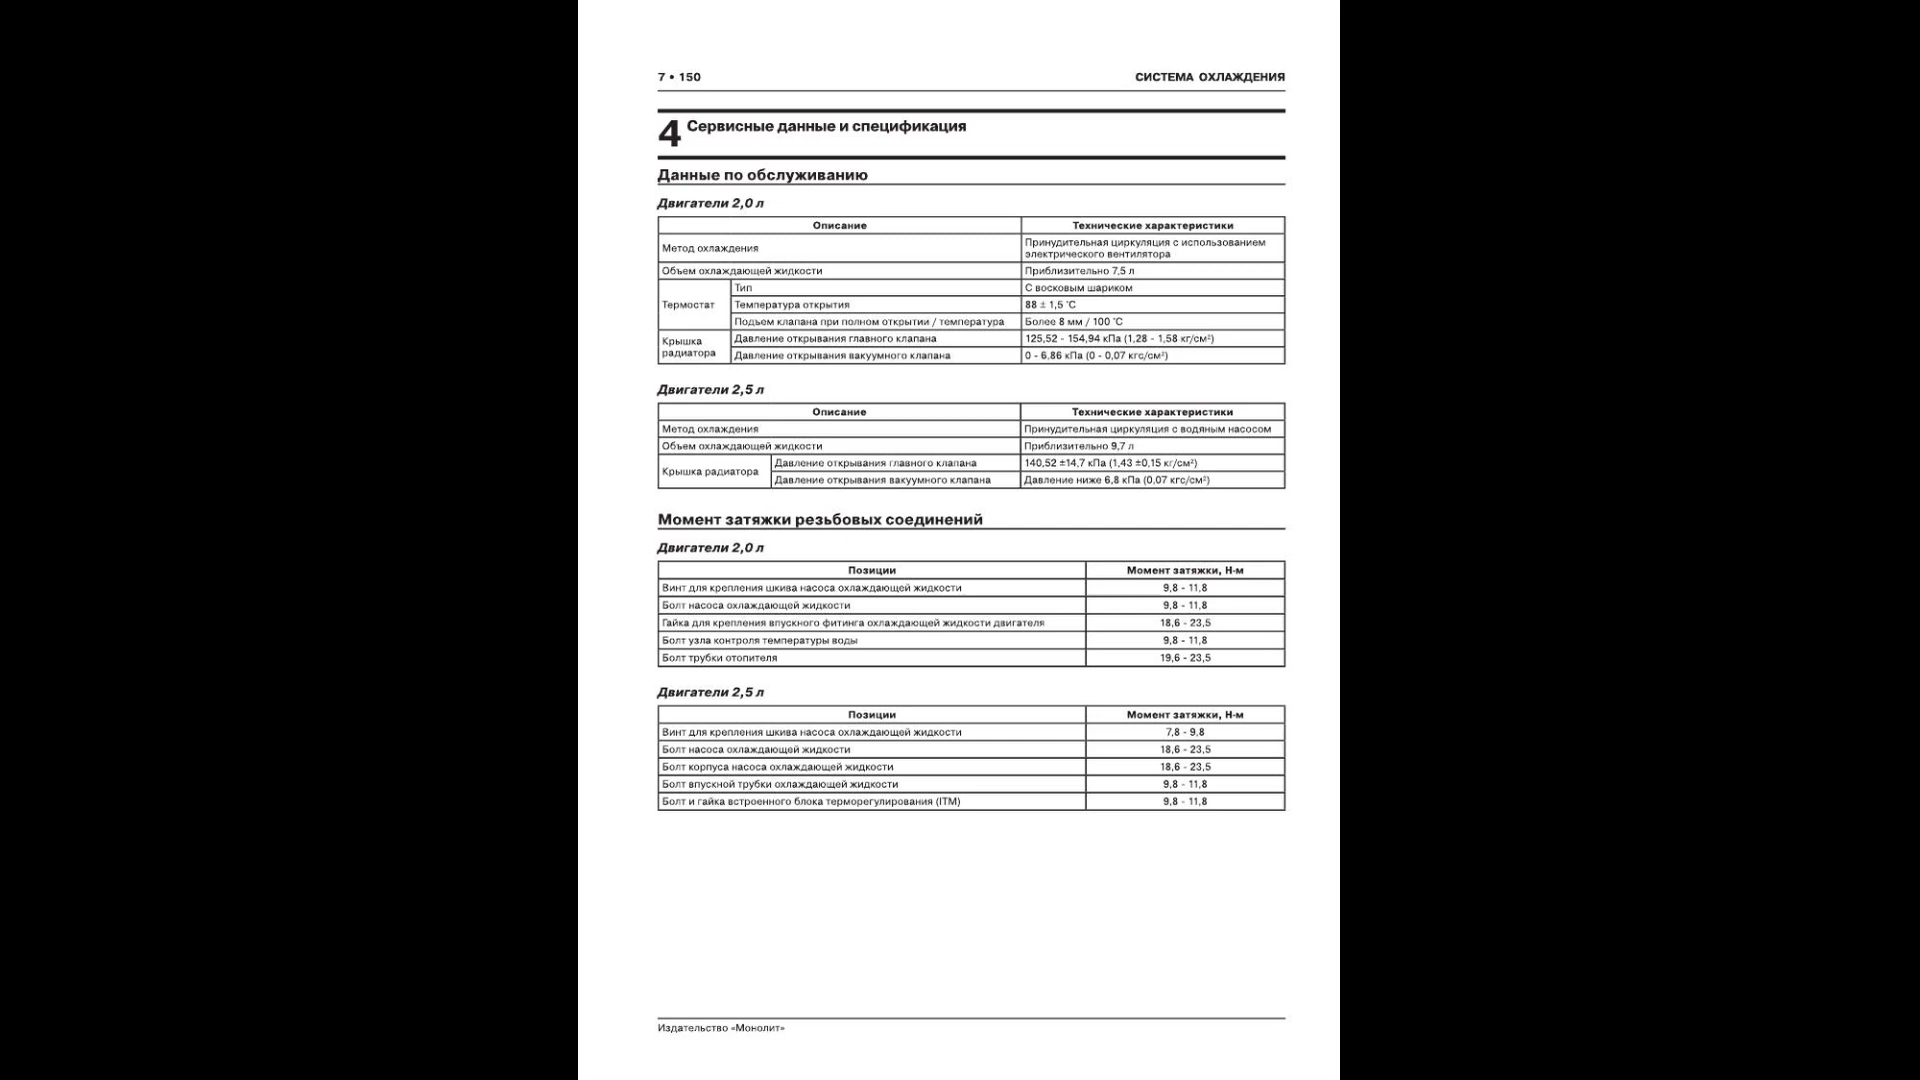 7 • 150
СИСТЕМА ОХЛАЖДЕНИЯ
4 Сервисные данные и спецификация
Данные по обслуживанию
Двигатели 2,0 л
Описание Технические характеристики
Метод охлаждения Принудительная циркуляция с использованием
электрического вентилятора
Объем охлаждающей жидкости Приблизительно 7,5 л
Термостат
Тип С восковым шариком
Температура открытия 88 ± 1,5 °C
Подъем клапана при полном открытии / температура Более 8 мм / 100 °C
Крышка
радиатора
Давление открывания главного клапана 125,52 - 154,94 кПа (1,28 - 1,58 кг/см²)
Давление открывания вакуумного клапана 0 - 6,86 кПа (0 - 0,07 кгс/см²)
Двигатели 2,5 л
Описание Технические характеристики
Метод охлаждения Принудительная циркуляция с водяным насосом
Объем охлаждающей жидкости Приблизительно 9,7 л
Крышка радиатора
Давление открывания главного клапана 140,52 ±14,7 кПа (1,43 ±0,15 кг/см²)
Давление открывания вакуумного клапана Давление ниже 6,8 кПа (0,07 кгс/см²)
Момент затяжки резьбовых соединений
Двигатели 2,0 л
Позиции Момент затяжки, Н-м
Винт для крепления шкива насоса охлаждающей жидкости 9,8 - 11,8
Болт насоса охлаждающей жидкости 9,8 - 11,8
Гайка для крепления впускного фитинга охлаждающей жидкости двигателя 18,6 - 23,5
Болт узла контроля температуры воды 9,8 - 11,8
Болт трубки отопителя 19,6 - 23,5
Двигатели 2,5 л
Позиции Момент затяжки, Н-м
Винт для крепления шкива насоса охлаждающей жидкости 7,8 - 9,8
Болт насоса охлаждающей жидкости 18,6 - 23,5
Болт корпуса насоса охлаждающей жидкости 18,6 - 23,5
Болт впускной трубки охлаждающей жидкости 9,8 - 11,8
Болт и гайка встроенного блока терморегулирования (ITM) 9,8 - 11,8
Издательство «Монолит»